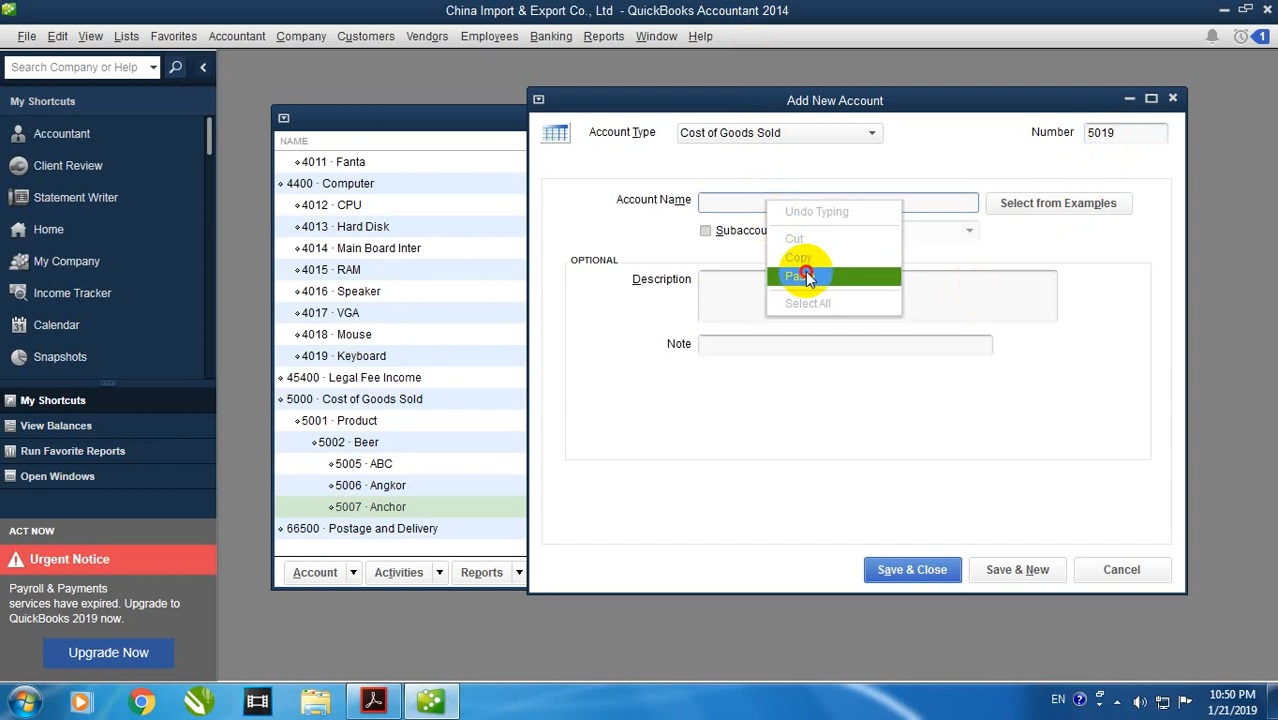 China Import & Export Co., Ltd - QuickBooks Accountant 2014
File Edit View Lists Favorites Accountant Company Customers Vendors Employees Banking Reports Window Help
1
Search Company or Help
My Shortcuts
Accountant
Client Review
Statement Writer
Home
My Company
Income Tracker
Calendar
Snapshots
My Shortcuts
View Balances
Run Favorite Reports
Open Windows
ACT NOW
Urgent Notice
Payroll & Payments
services have expired. Upgrade to
QuickBooks 2019 now.
Upgrade Now
NAME
4011 · Fanta
4400 · Computer
4012 · CPU
4013 · Hard Disk
4014 · Main Board Inter
4015 · RAM
4016 · Speaker
4017 · VGA
4018 · Mouse
4019 · Keyboard
45400 · Legal Fee Income
5000 · Cost of Goods Sold
5001 · Product
5002 · Beer
5005 · ABC
5006 · Angkor
5007 · Anchor
66500 · Postage and Delivery
Account Activities Reports
Add New Account
Account Type Cost of Goods Sold Number 5019
Account Name Select from Examples
Subaccou
Undo Typing
Cut
Copy
Select All
OPTIONAL
Description
Note
Save & Close Save & New Cancel
EN 10:50 PM
1/21/2019